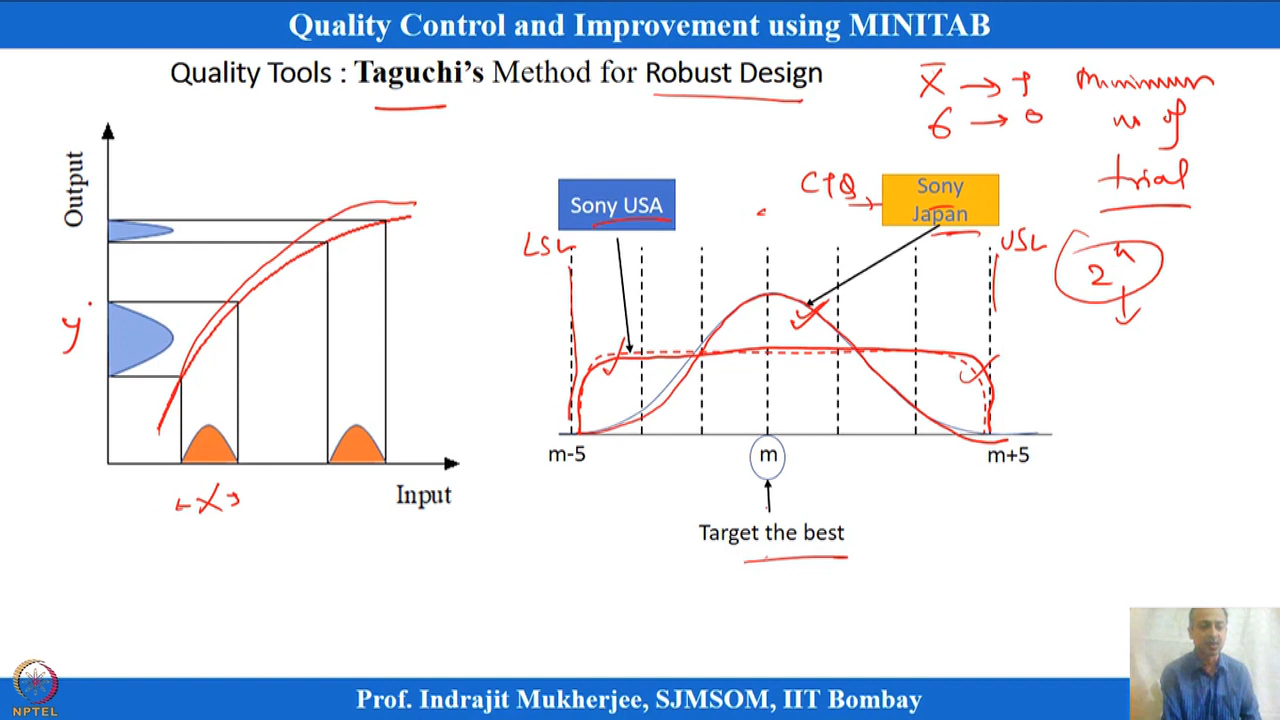 Quality Control and Improvement using MINITAB
Quality Tools : Taguchi's Method for Robust Design
X̄ → T
σ → 0
Minimum
no of
trial
2ⁿ
Output
y
Input
X
Sony USA
CTQ
Sony
Japan
LSL
USL
m-5
m
m+5
Target the best
NPTEL
Prof. Indrajit Mukherjee, SJMSOM, IIT Bombay